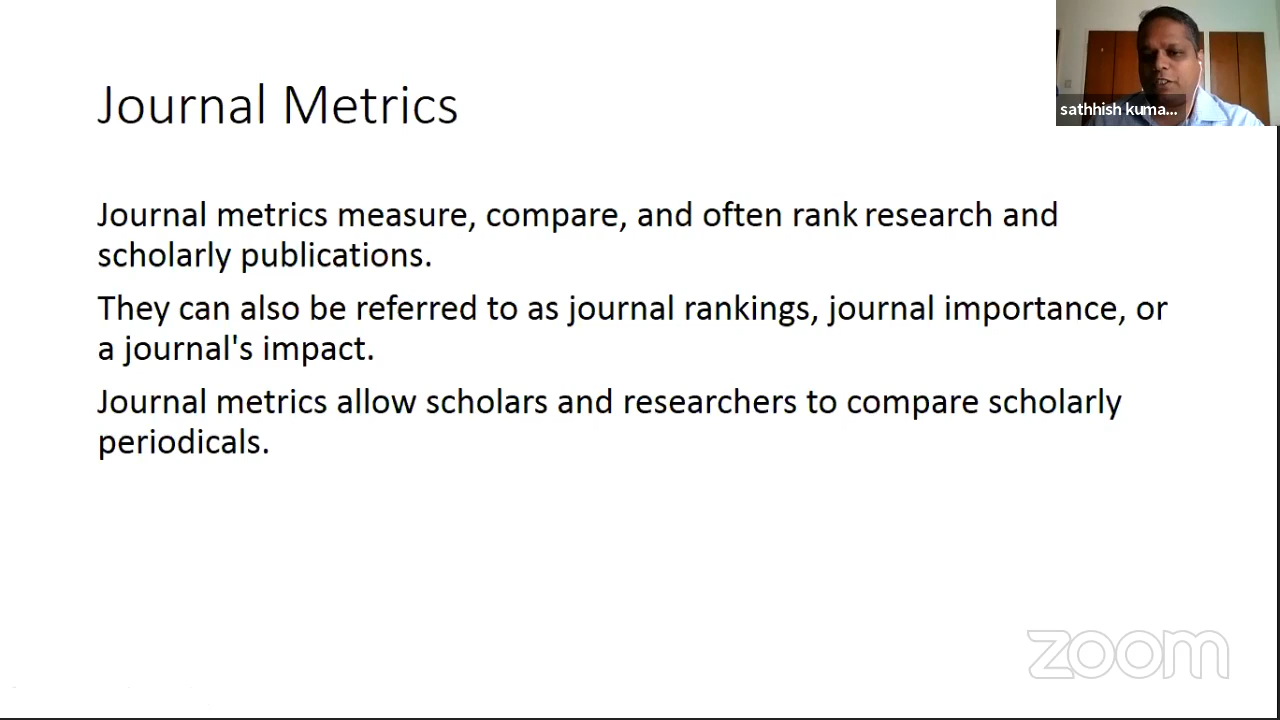 Journal Metrics
sathhish kuma...
Journal metrics measure, compare, and often rank research and
scholarly publications.
They can also be referred to as journal rankings, journal importance, or
a journal's impact.
Journal metrics allow scholars and researchers to compare scholarly
periodicals.
zoom